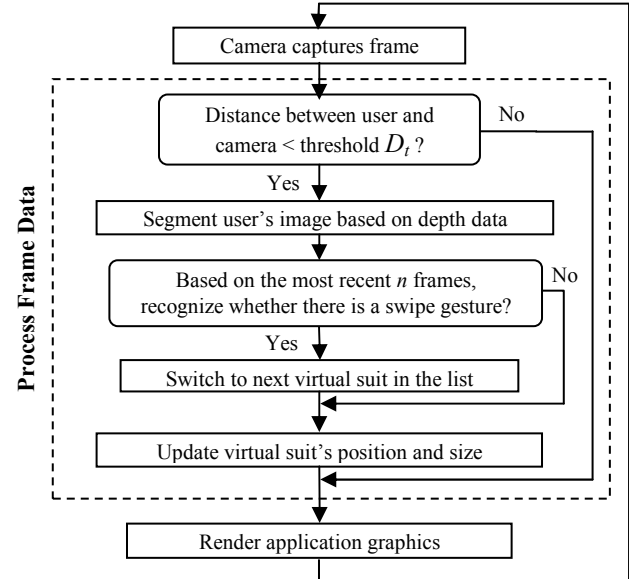 Camera captures frame
Distance between user and
camera < threshold D_t ?
No
Yes
Segment user's image based on depth data
Based on the most recent n frames,
recognize whether there is a swipe gesture?
No
Yes
Switch to next virtual suit in the list
Update virtual suit's position and size
Process Frame Data
Render application graphics